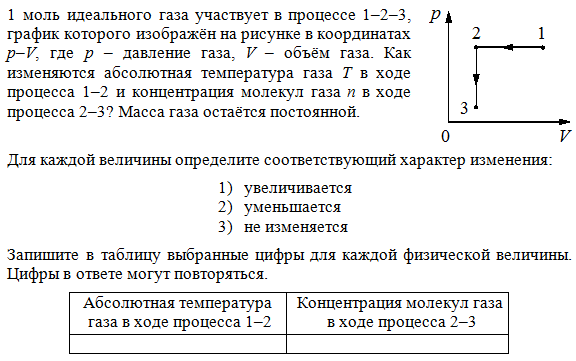 1 моль идеального газа участвует в процессе 1–2–3,
график которого изображён на рисунке в координатах
p–V, где p – давление газа, V – объём газа. Как
изменяются абсолютная температура газа T в ходе
процесса 1–2 и концентрация молекул газа n в ходе
процесса 2–3? Масса газа остаётся постоянной.
p
2 1
3
0 V
Для каждой величины определите соответствующий характер изменения:
1) увеличивается
2) уменьшается
3) не изменяется
Запишите в таблицу выбранные цифры для каждой физической величины.
Цифры в ответе могут повторяться.
Абсолютная температура Концентрация молекул газа
газа в ходе процесса 1–2 в ходе процесса 2–3